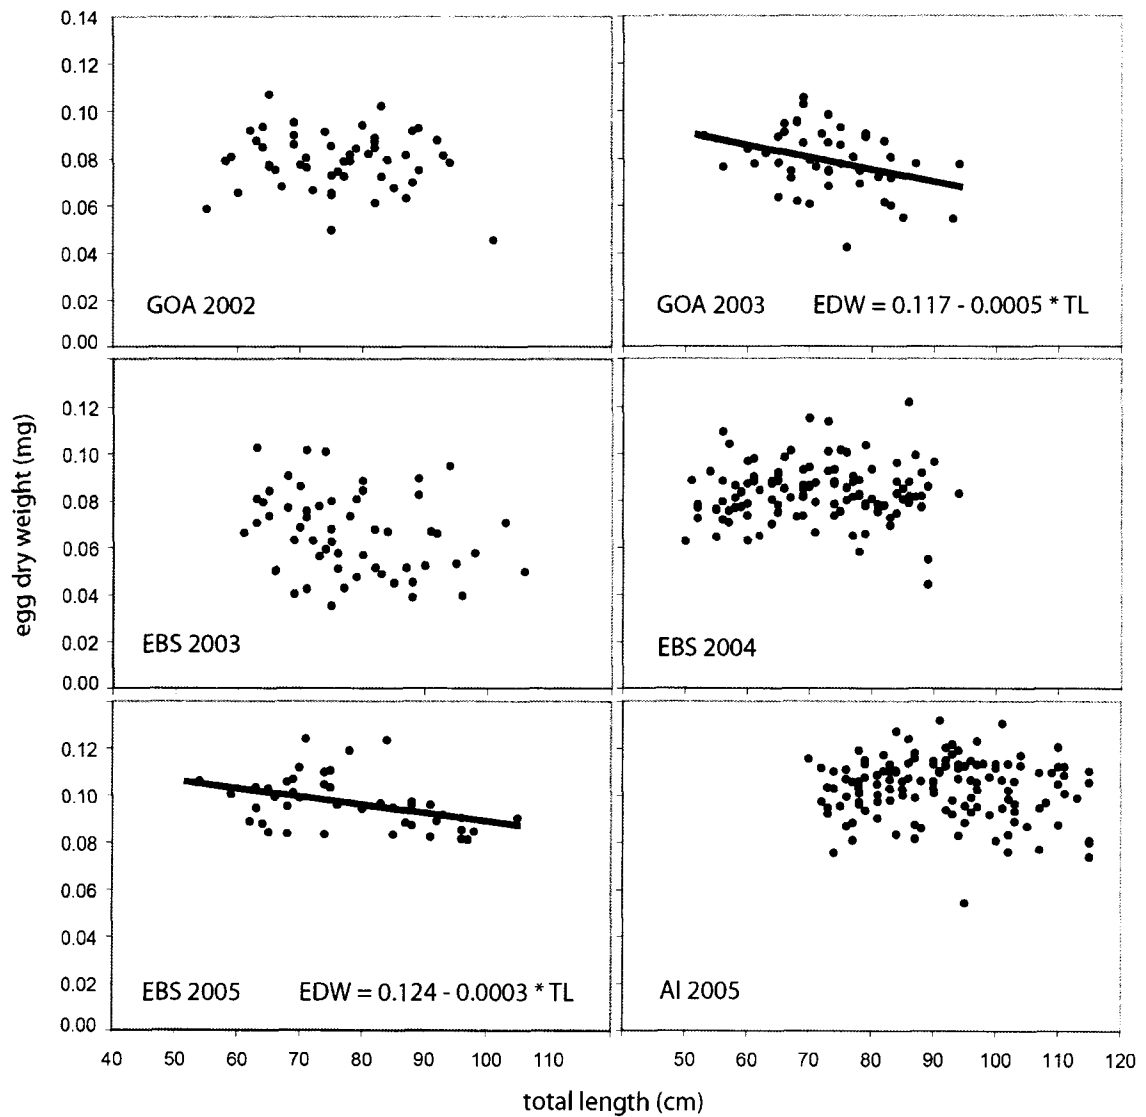 0.14
0.12
0.10
0.08
0.06
0.04
0.02
0.00
GOA 2002
GOA 2003 EDW = 0.117 - 0.0005 * TL
0.12
0.10
0.08
0.06
0.04
0.02
0.00
EBS 2003
EBS 2004
egg dry weight (mg)
0.12
0.10
0.08
0.06
0.04
0.02
0.00
EBS 2005 EDW = 0.124 - 0.0003 * TL
AI 2005
40 50 60 70 80 90 100 110
50 60 70 80 90 100 110 120
total length (cm)